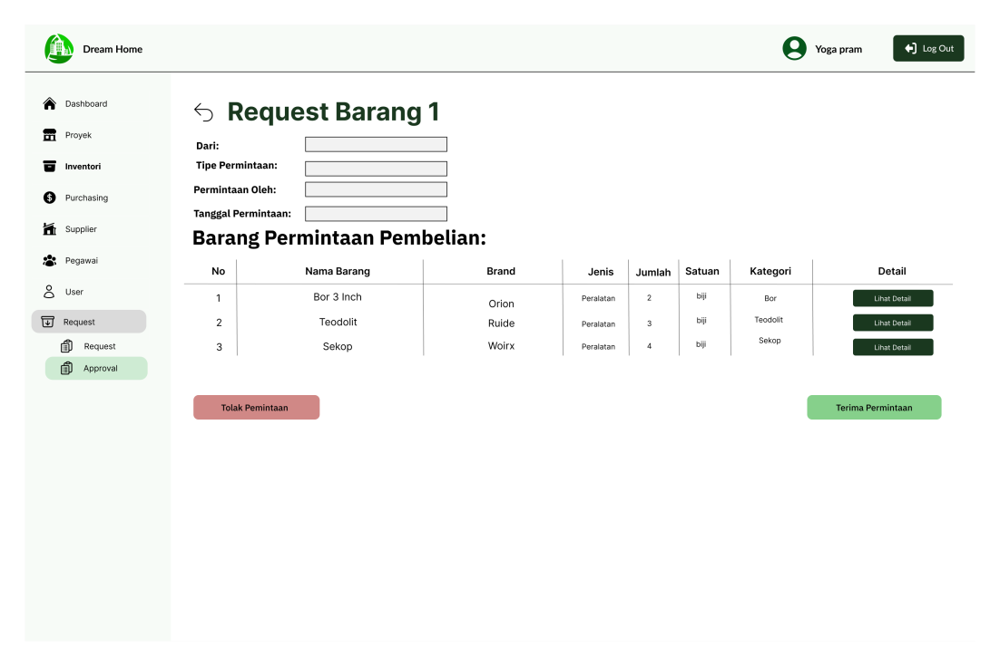 Dream Home
Yoga pram
Log Out
Dashboard
Proyek
Inventori
Purchasing
Supplier
Pegawai
User
Request
Request
Approval
Request Barang 1
Dari:
Tipe Permintaan:
Permintaan Oleh:
Tanggal Permintaan:
Barang Permintaan Pembelian:
No Nama Barang Brand Jenis Jumlah Satuan Kategori Detail
1 Bor 3 Inch Orion Peralatan 2 biji Bor Lihat Detail
2 Teodolit Ruide Peralatan 3 biji Teodolit Lihat Detail
3 Sekop Woirx Peralatan 4 biji Sekop Lihat Detail
Tolak Pemintaan
Terima Permintaan